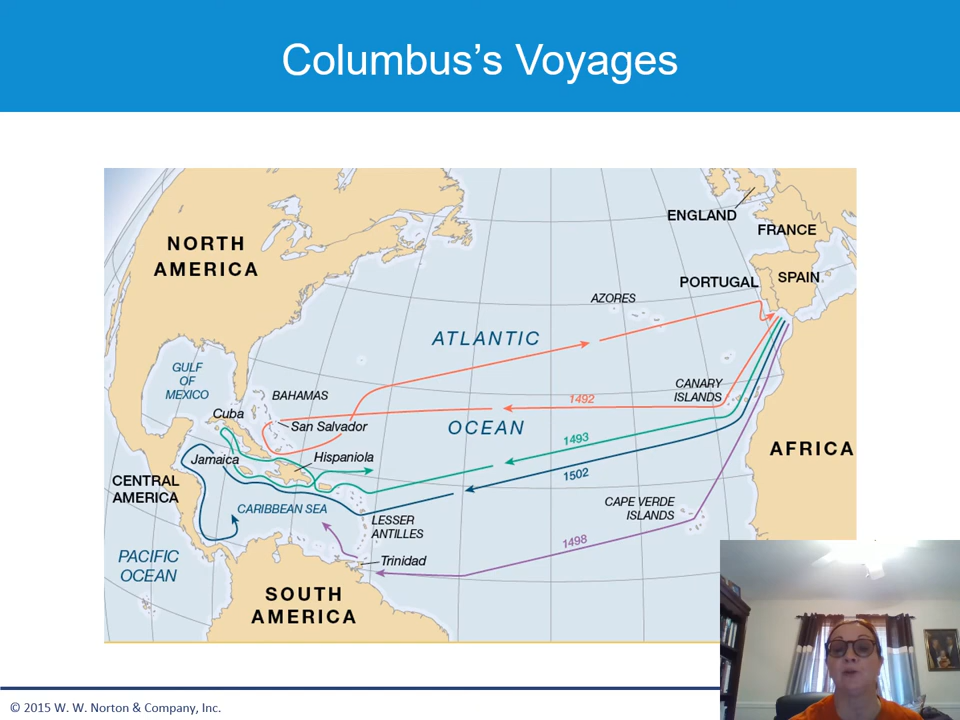 Columbus’s Voyages
ENGLAND
FRANCE
NORTH
AMERICA
PORTUGAL
SPAIN
AZORES
ATLANTIC
GULF
OF
MEXICO
BAHAMAS
CANARY
ISLANDS
1492
Cuba
San Salvador
OCEAN
1493
AFRICA
Jamaica
Hispaniola
1502
CENTRAL
AMERICA
CARIBBEAN SEA
CAPE VERDE
ISLANDS
LESSER
ANTILLES
1498
PACIFIC
OCEAN
Trinidad
SOUTH
AMERICA
© 2015 W. W. Norton & Company, Inc.